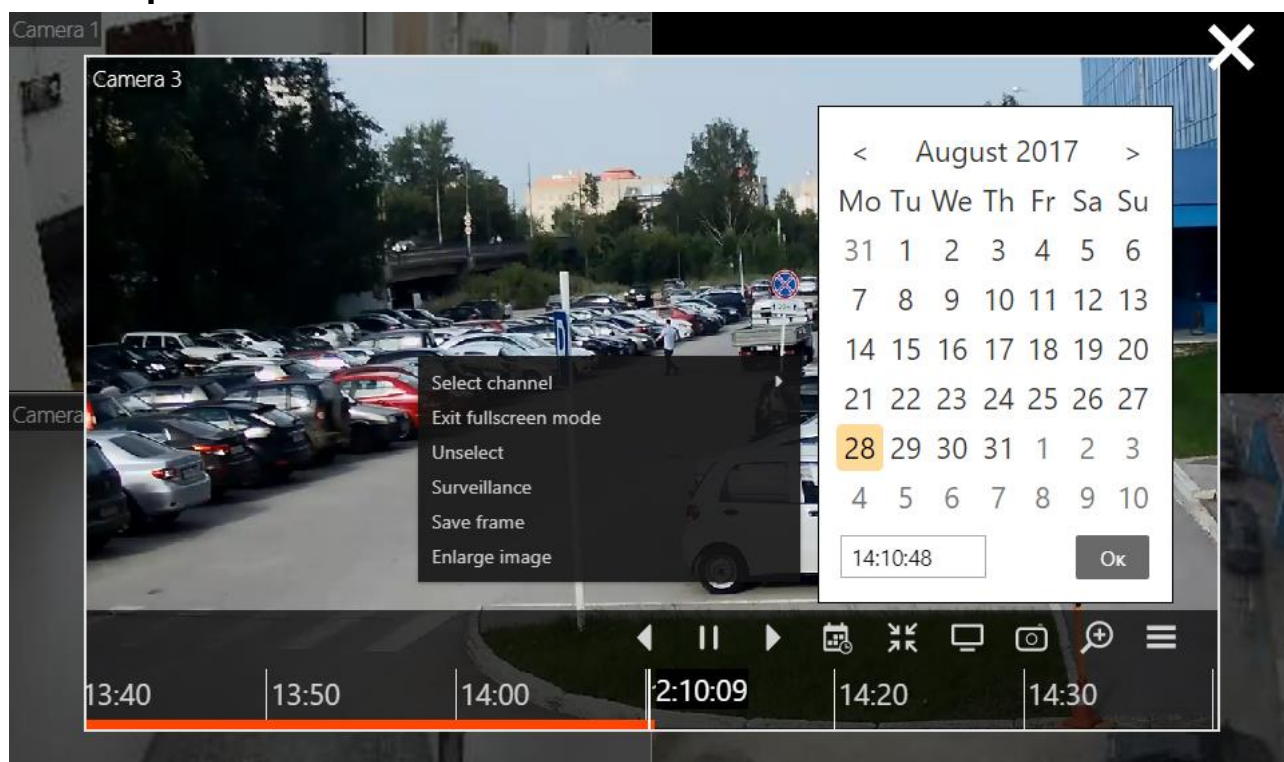 Camera 1
Camera 3
< August 2017 >
Mo Tu We Th Fr Sa Su
31 1 2 3 4 5 6
7 8 9 10 11 12 13
14 15 16 17 18 19 20
21 22 23 24 25 26 27
28 29 30 31 1 2 3
4 5 6 7 8 9 10
14:10:48 Ок
Camera
Select channel
Exit fullscreen mode
Unselect
Surveillance
Save frame
Enlarge image
13:40 13:50 14:00 2:10:09 14:20 14:30